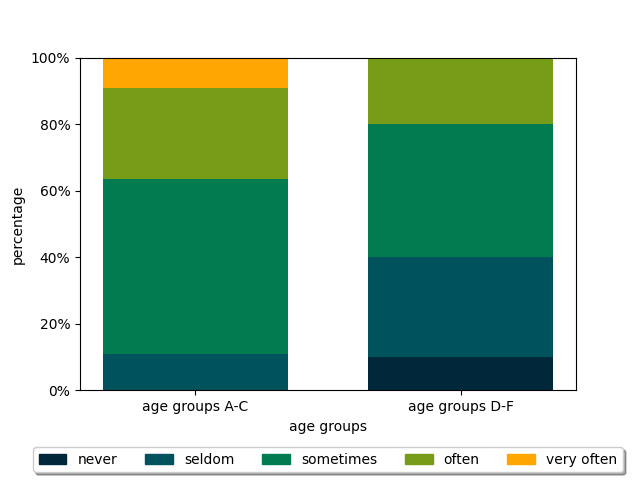 100%
80%
60%
40%
20%
0%
percentage
age groups A-C
age groups D-F
age groups
never
seldom
sometimes
often
very often